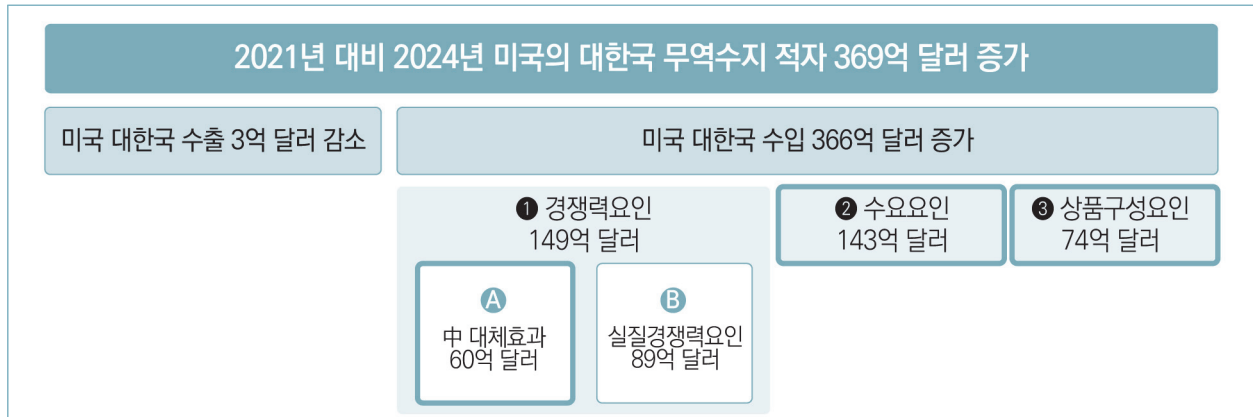 2021년 대비 2024년 미국의 대한국 무역수지 적자 369억 달러 증가
미국 대한국 수출 3억 달러 감소
미국 대한국 수입 366억 달러 증가
❶ 경쟁력요인
149억 달러
❷ 수요요인
143억 달러
❸ 상품구성요인
74억 달러
A
中 대체효과
60억 달러
B
실질경쟁력요인
89억 달러